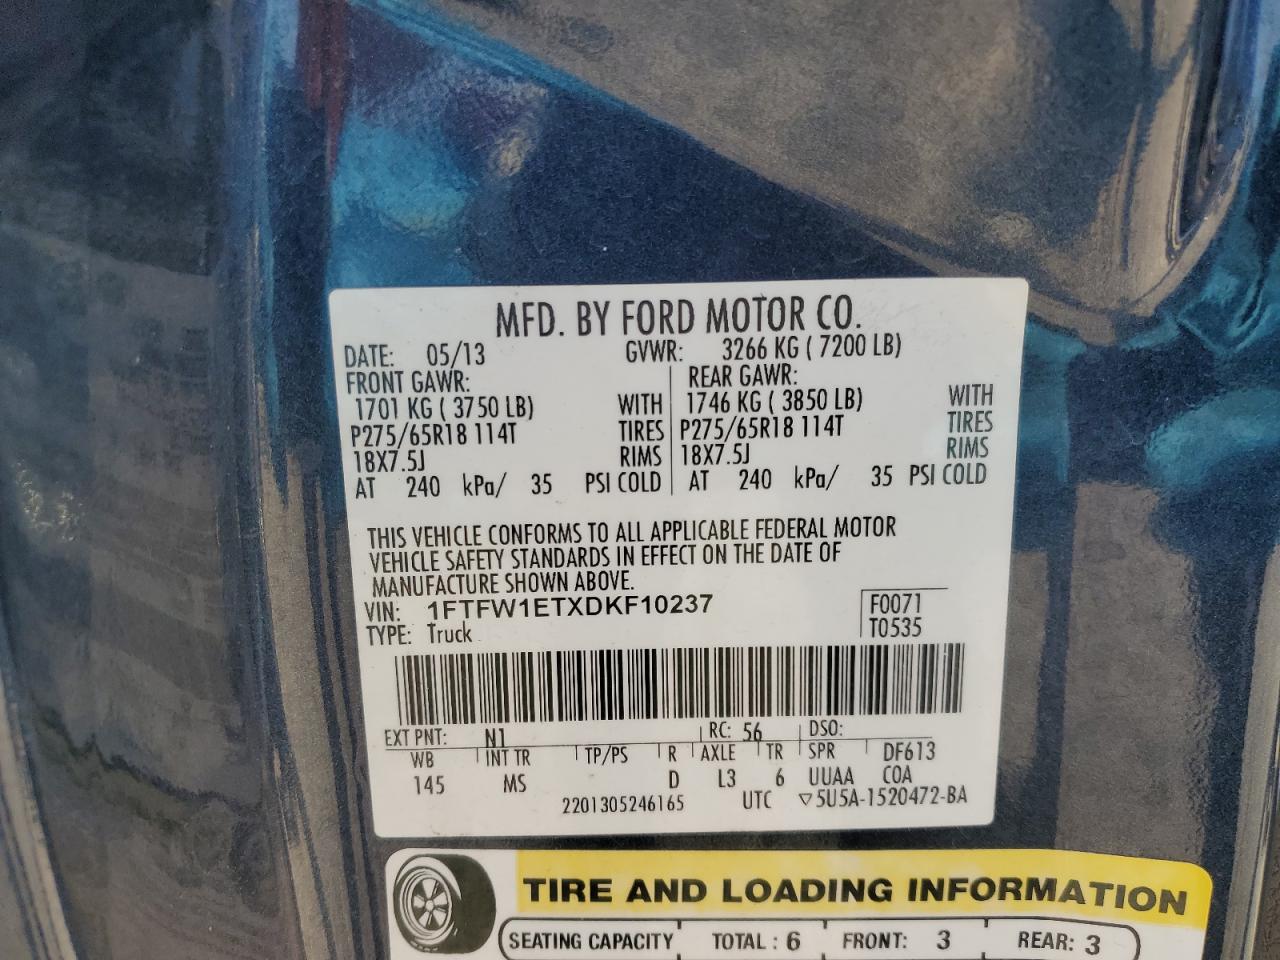 MFD. BY FORD MOTOR CO.
DATE: 05/13 GVWR: 3266 KG ( 7200 LB)
FRONT GAWR: REAR GAWR:
1701 KG ( 3750 LB) WITH 1746 KG ( 3850 LB) WITH
P275/65R18 114T TIRES P275/65R18 114T TIRES
18X7.5J RIMS 18X7.5J RIMS
AT 240 kPa/ 35 PSI COLD AT 240 kPa/ 35 PSI COLD
THIS VEHICLE CONFORMS TO ALL APPLICABLE FEDERAL MOTOR
VEHICLE SAFETY STANDARDS IN EFFECT ON THE DATE OF
MANUFACTURE SHOWN ABOVE.
VIN: 1FTFW1ETXDKF10237 F0071
TYPE: Truck T0535
EXT PNT: N1 RC: 56 DSO:
WB INT TR TP/PS R AXLE TR SPR DF613
145 MS D L3 6 UUAA COA
2201305246165 UTC ▽5U5A-1520472-BA
TIRE AND LOADING INFORMATION
SEATING CAPACITY TOTAL : 6 FRONT: 3 REAR: 3